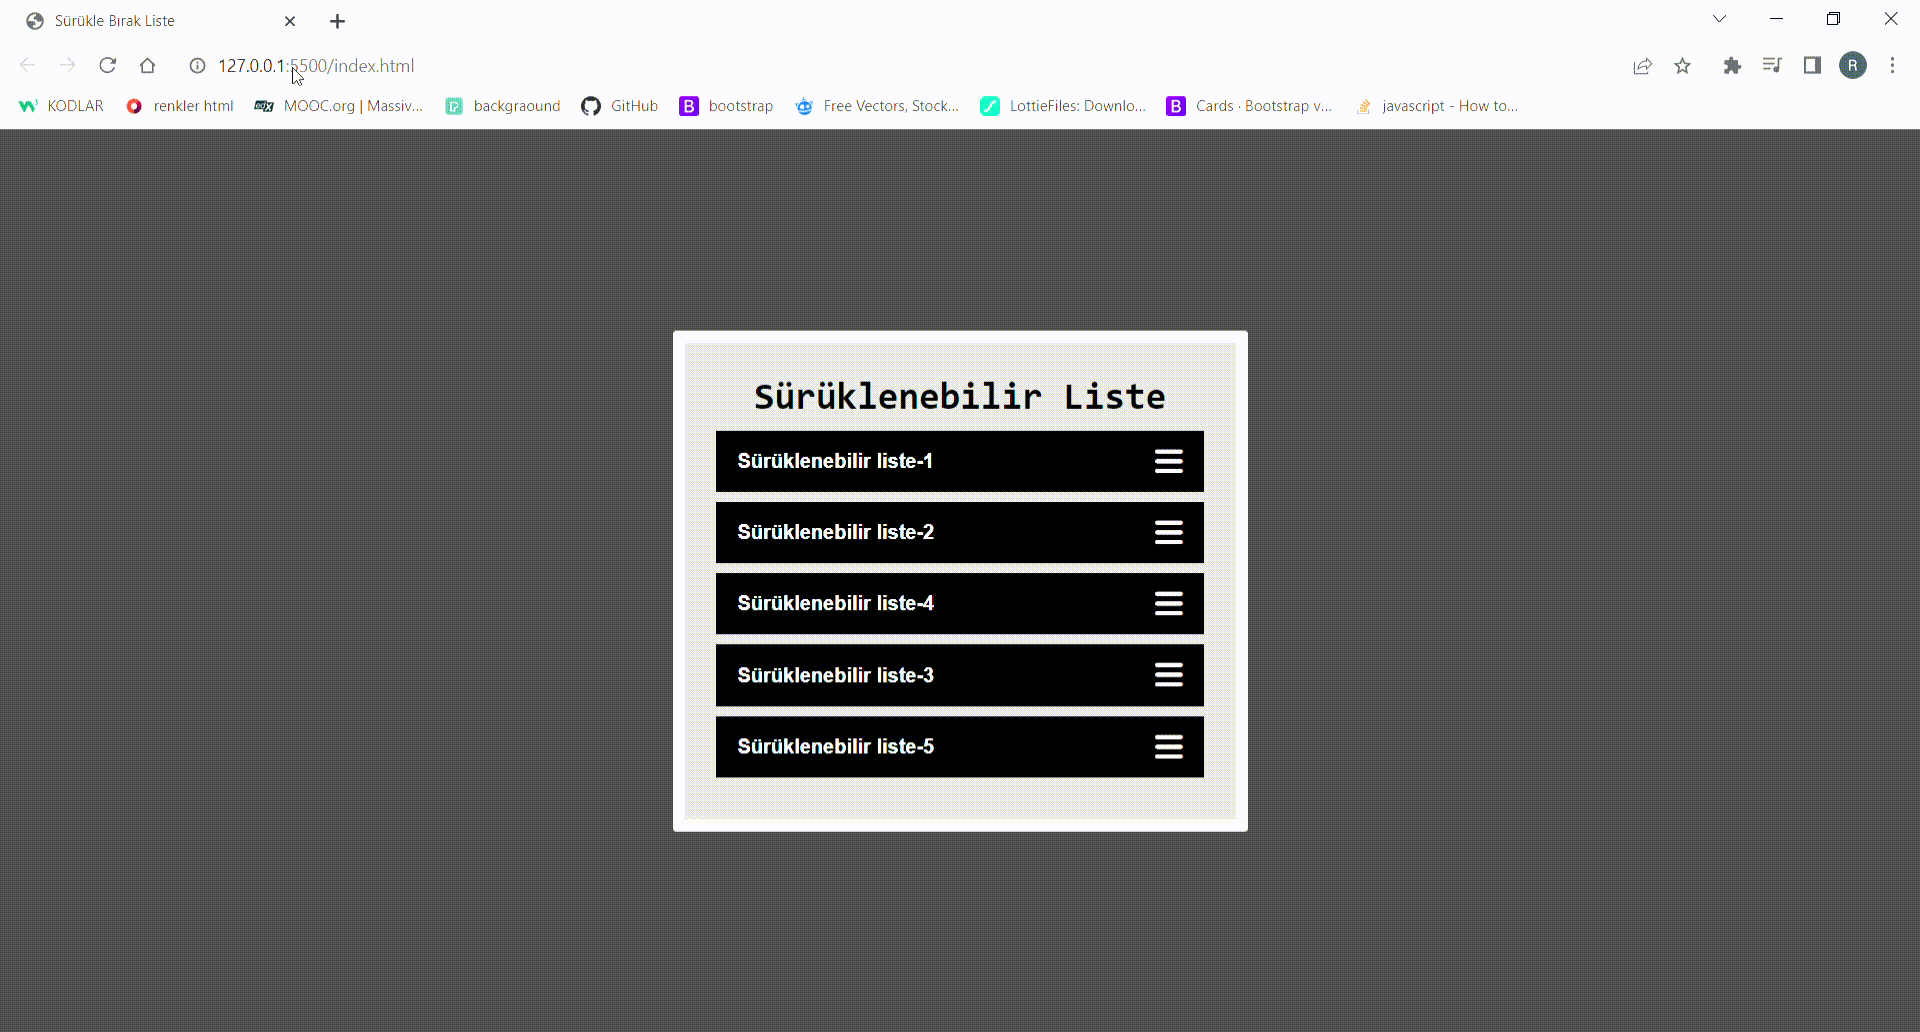 Sürükle Bırak Liste
127.0.0.1:5500/index.html
R
KODLAR
renkler html
edX
MOOC.org | Massiv...
backgraound
GitHub
B
bootstrap
Free Vectors, Stock...
LottieFiles: Downlo...
B
Cards · Bootstrap v...
javascript - How to...
Sürüklenebilir Liste
Sürüklenebilir liste-1
Sürüklenebilir liste-2
Sürüklenebilir liste-4
Sürüklenebilir liste-3
Sürüklenebilir liste-5